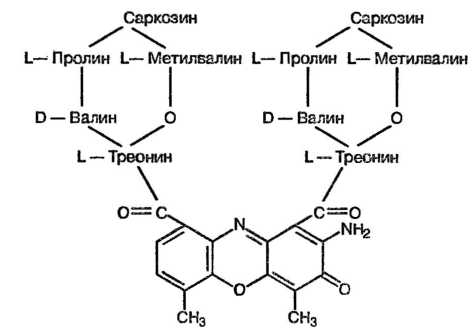 Саркозин Саркозин
L—Пролин L—Метилвалин L—Пролин L—Метилвалин
D—Валин O D—Валин O
L—Треонин L—Треонин
O=C C=O
N NH₂
O O
CH₃ CH₃